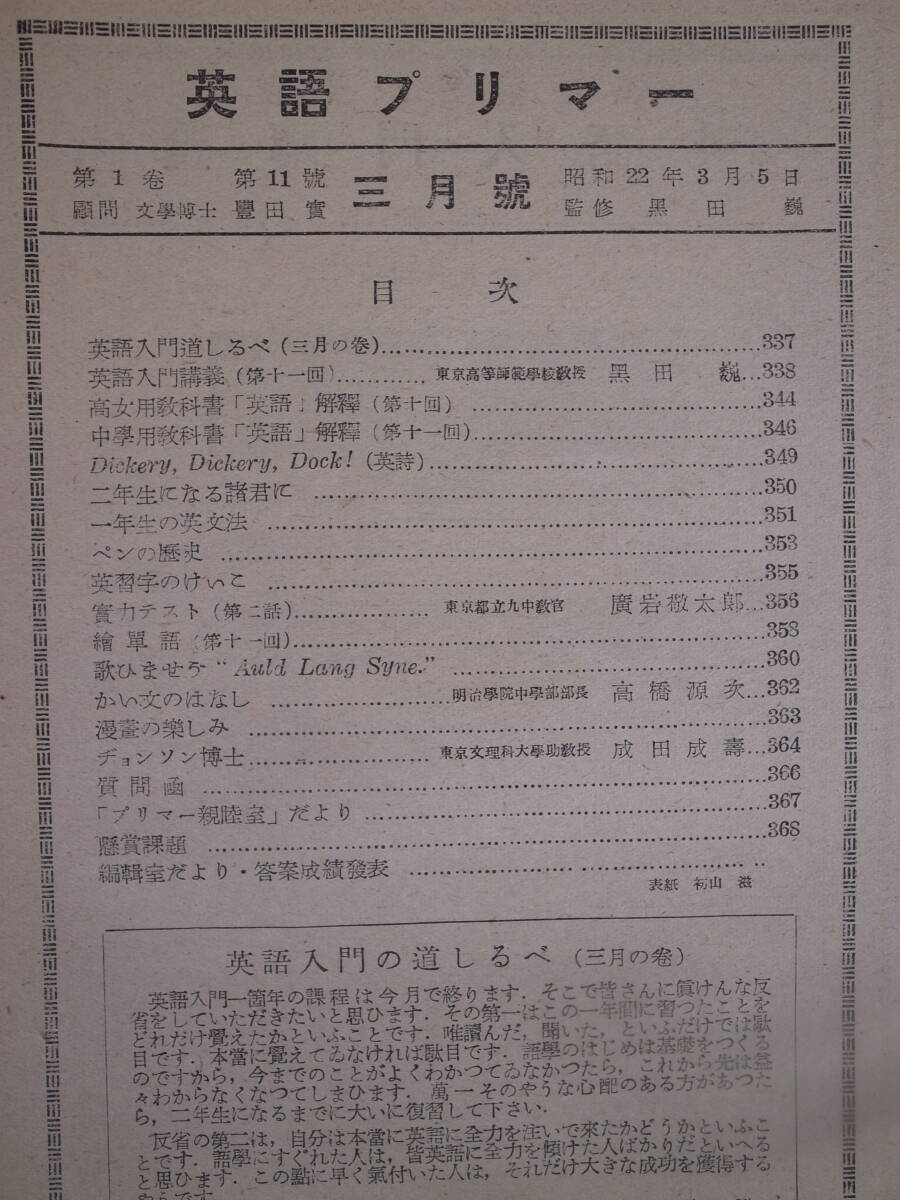 英語プリマー
第1卷 第11號
顧問 文學博士 豐田實
三月號
昭和22年3月5日
監修 黑田巍
目次
英語入門道しるべ (三月の卷)……337
英語入門講義 (第十一回)……東京高等師範學校敎授 黑田巍…338
高女用敎科書「英語」解釋 (第十回)……344
中學用敎科書「英語」解釋 (第十一回)……346
Dickery, Dickery, Dock! (英詩)……349
二年生になる諸君に……350
一年生の英文法……351
ペンの歷史……353
英習字のけいこ……355
實力テスト (第二話)……東京都立九中敎官 廣岩敬太郎…356
繪單語 (第十一回)……358
歌ひませう “Auld Lang Syne.”……360
かい文のはなし……明治學院中學部部長 高橋源次…362
漫畫の樂しみ……363
ヂョンソン博士……東京文理科大學助敎授 成田成壽…364
質問函……366
「プリマー親睦室」だより……367
懸賞課題……368
編輯室だより・答案成績發表……
表紙 初山滋
英語入門の道しるべ (三月の卷)
英語入門一箇年の課程は今月で終ります. そこで皆さんに眞けんな反
省をしていただきたいと思ひます. その第一はこの一年間に習つたことを
どれだけ覺えたかといふことです. 唯讀んだ, 聞いた, といふだけでは駄
目です. 本當に覺えてゐなければ駄目です. 語學のはじめは基礎をつくる
のですから, 今までのことがよくわかつてゐなかつたら, これから先は益
々わからなくなつてしまひます. 萬一そのやうな心配のある方があつた
ら, 二年生になるまでに大いに復習して下さい.
反省の第二は, 自分は本當に英語に全力を注いで來たかどうかといふこ
とです. 語學にすぐれた人は, 皆英語に全力を傾けた人ばかりだといへる
と思ひます. この點に早く氣付いた人は, それだけ大きな成功を獲得する